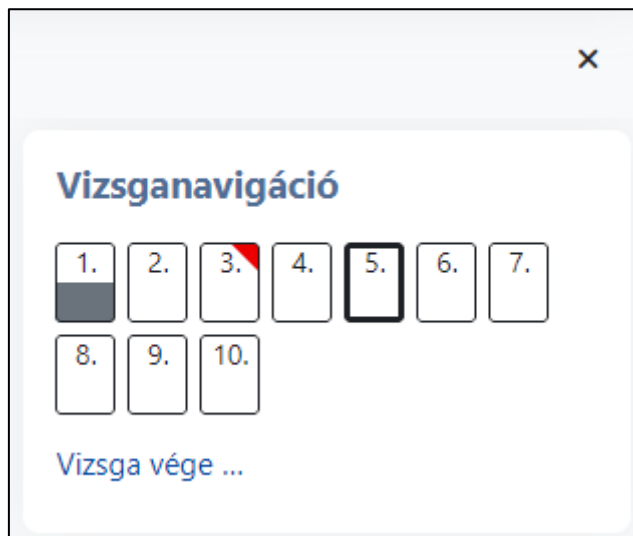 ×
Vizsganavigáció
1. 2. 3. 4. 5. 6. 7.
8. 9. 10.
Vizsga vége ...